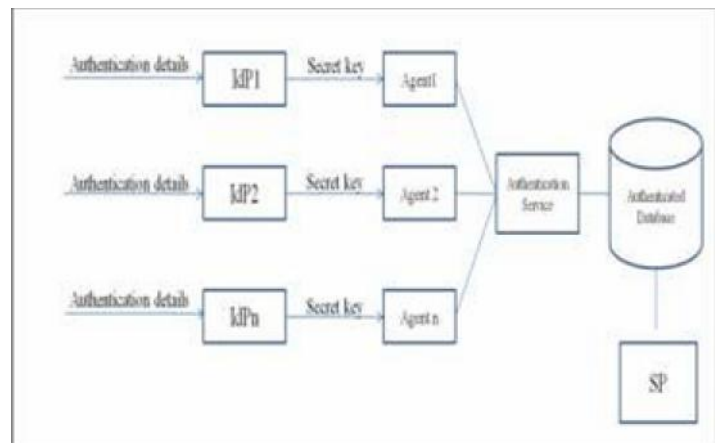 Authentication details
IdP1
Secret key
Agent1
Authentication details
IdP2
Secret key
Agent 2
Authentication
Service
Authenticated
Database
Authentication details
IdPn
Secret key
Agent n
SP